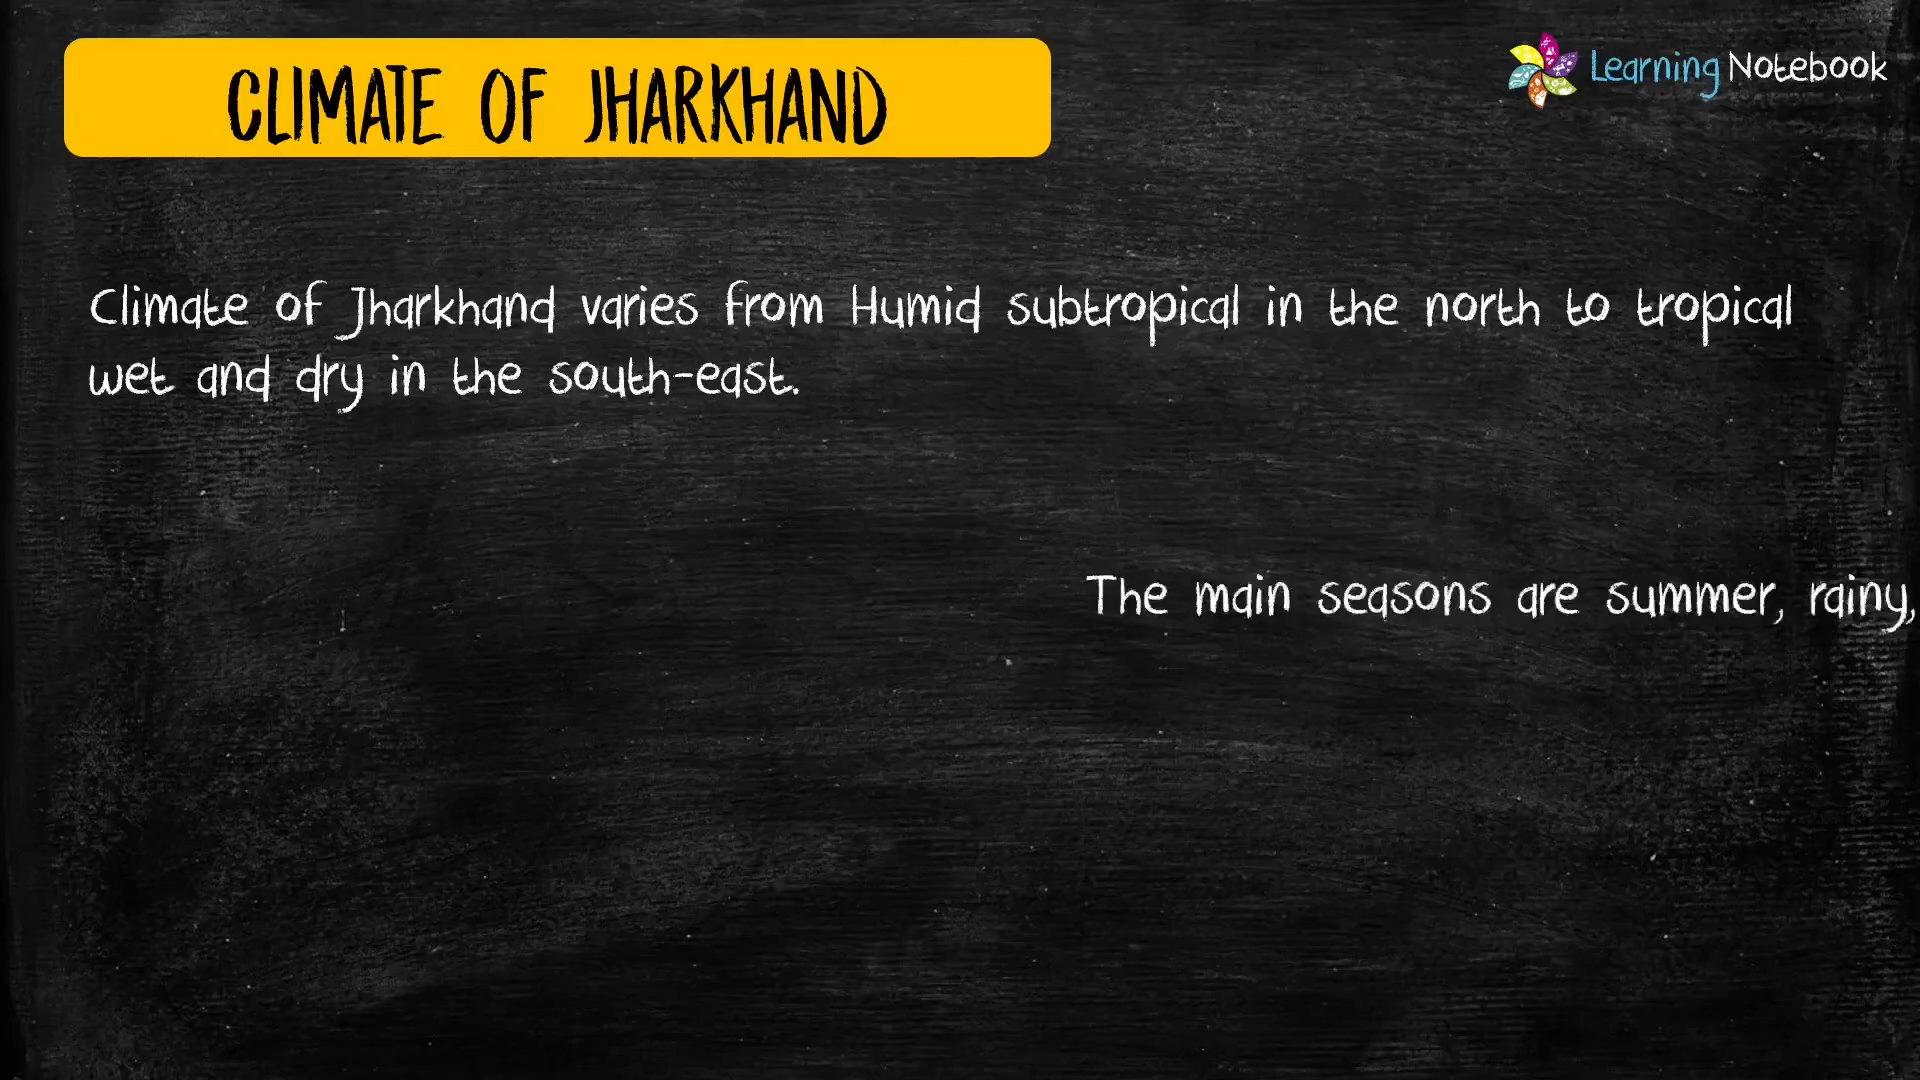 CLIMATE OF JHARKHAND
Learning Notebook
Climate of Jharkhand varies from Humid subtropical in the north to tropical
wet and dry in the south-east.
The main seasons are summer, rainy,